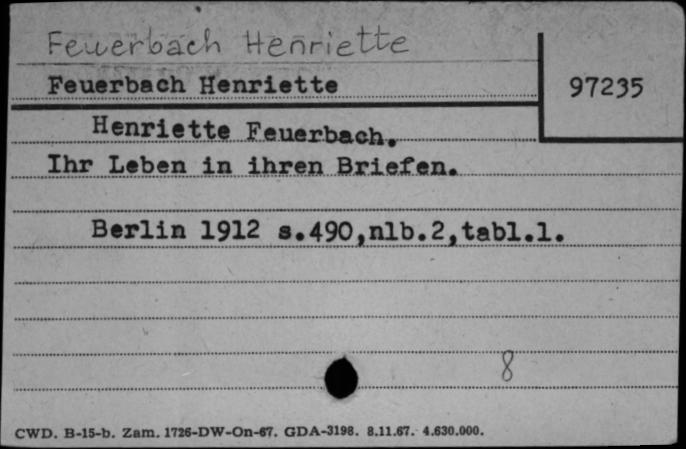 Feuerbach Henriette
Feuerbach Henriette
97235
Henriette Feuerbach.
Ihr Leben in ihren Briefen.
Berlin 1912 s.490,nlb.2,tabl.1.
8
CWD. B-15-b. Zam. 1726-DW-On-67. GDA-3198. 8.11.67. 4.630.000.